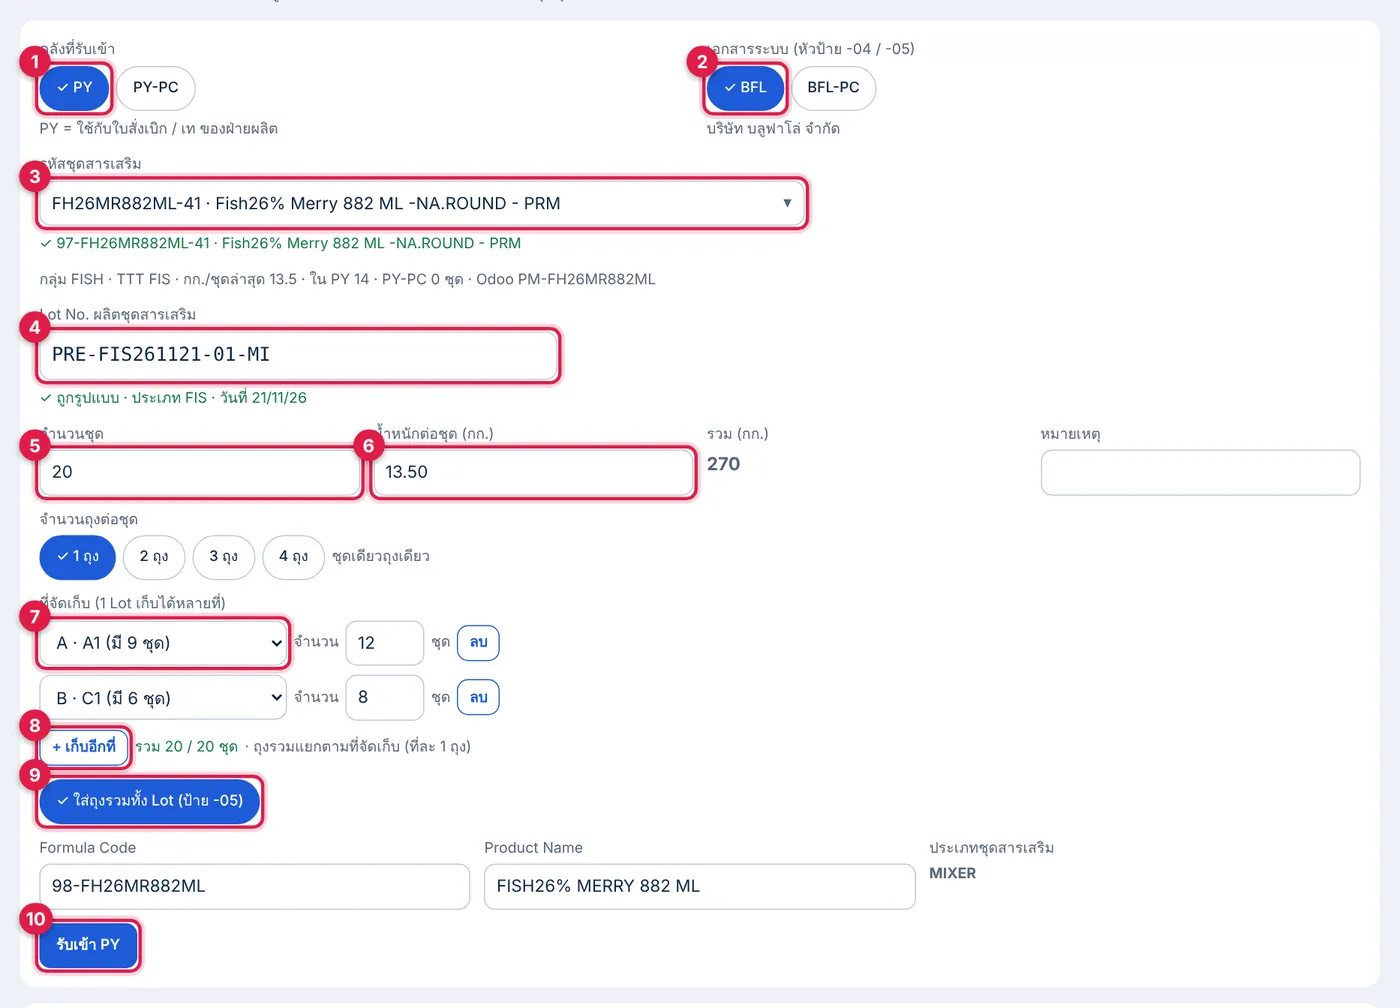 คลังที่รับเข้า
เอกสารระบบ (หัวป้าย -04 / -05)
1
✓ PY
PY-PC
2
✓ BFL
BFL-PC
PY = ใช้กับใบสั่งเบิก / เท ของฝ่ายผลิต
บริษัท บลูฟาโล่ จำกัด
รหัสชุดสารเสริม
3
FH26MR882ML-41 · Fish26% Merry 882 ML -NA.ROUND - PRM
✓ 97-FH26MR882ML-41 · Fish26% Merry 882 ML -NA.ROUND - PRM
กลุ่ม FISH · TTT FIS · กก./ชุดล่าสุด 13.5 · ใน PY 14 · PY-PC 0 ชุด · Odoo PM-FH26MR882ML
Lot No. ผลิตชุดสารเสริม
4
PRE-FIS261121-01-MI
✓ ถูกรูปแบบ · ประเภท FIS · วันที่ 21/11/26
จำนวนชุด
น้ำหนักต่อชุด (กก.)
รวม (กก.)
หมายเหตุ
5
20
6
13.50
270
จำนวนถุงต่อชุด
✓ 1 ถุง
2 ถุง
3 ถุง
4 ถุง
ชุดเดียวถุงเดียว
ที่จัดเก็บ (1 Lot เก็บได้หลายที่)
7
A · A1 (มี 9 ชุด)
จำนวน
12
ชุด
ลบ
B · C1 (มี 6 ชุด)
จำนวน
8
ชุด
ลบ
8
+ เก็บอีกที่
รวม 20 / 20 ชุด · ถุงรวมแยกตามที่จัดเก็บ (ที่ละ 1 ถุง)
9
✓ ใส่ถุงรวมทั้ง Lot (ป้าย -05)
Formula Code
Product Name
ประเภทชุดสารเสริม
98-FH26MR882ML
FISH26% MERRY 882 ML
MIXER
10
รับเข้า PY